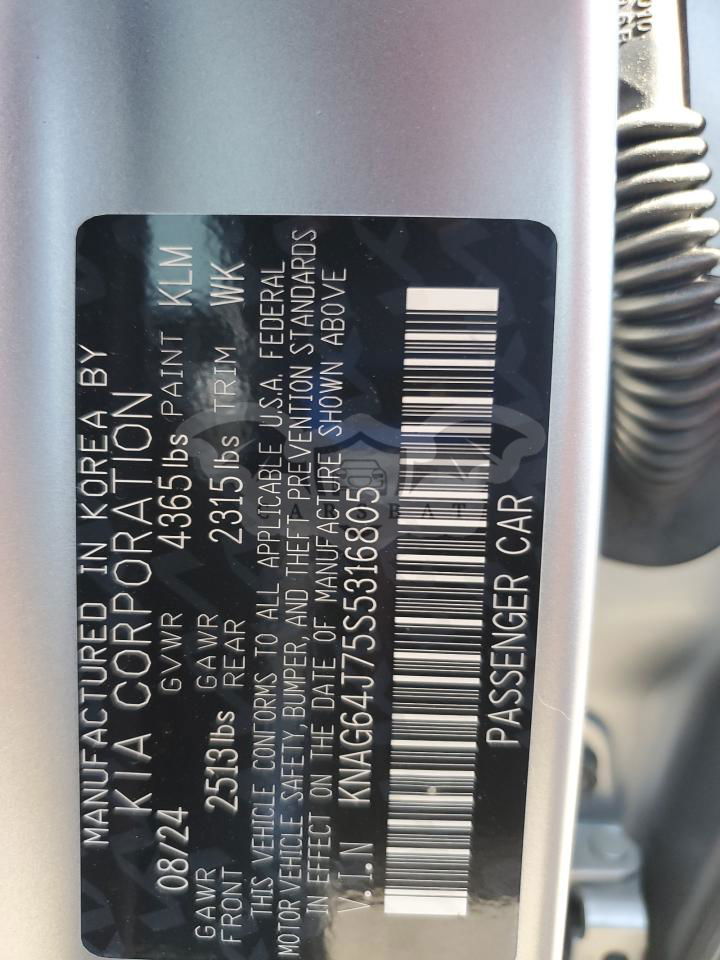 MANUFACTURED IN KOREA BY
KIA CORPORATION
08/24 GVWR 4365lbs PAINT KLM
GAWR FRONT 2513lbs GAWR REAR 2315lbs TRIM WK
THIS VEHICLE CONFORMS TO ALL APPLICABLE U.S.A. FEDERAL
MOTOR VEHICLE SAFETY, BUMPER, AND THEFT PREVENTION STANDARDS
IN EFFECT ON THE DATE OF MANUFACTURE SHOWN ABOVE
V.I.N KNAG64J75S5316805
PASSENGER CAR